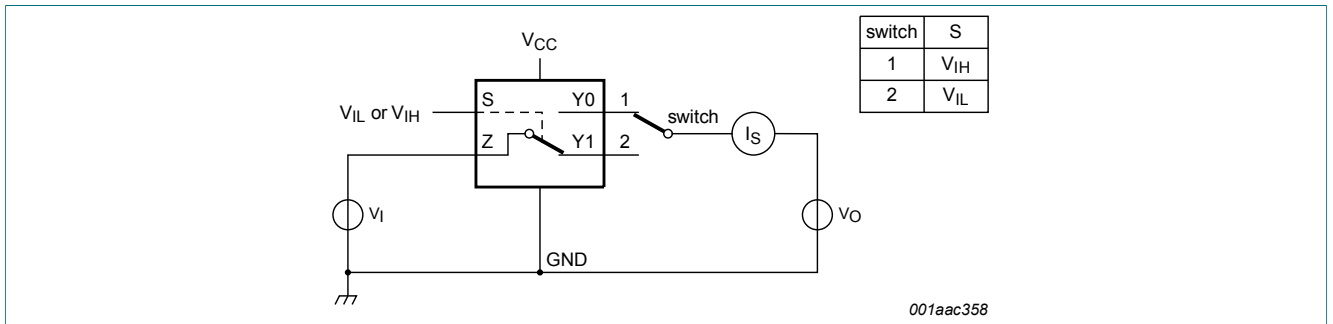 switch S
1 VIH
2 VIL
VCC
VIL or VIH
S Y0 1
switch
IS
Z Y1 2
VI
VO
GND
001aac358